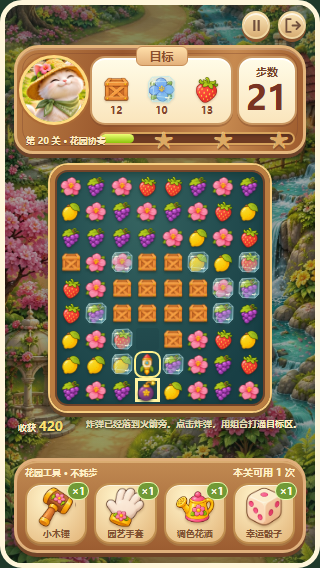 目标
步数
21
12
10
13
第 20 关 • 花园协奏
收获 420
炸弹已经落到火箭旁。点击炸弹，用组合打通目标区。
花园工具 • 不耗步
本关可用 1 次
×1
×1
×1
×1
小木锤
园艺手套
调色花洒
幸运骰子